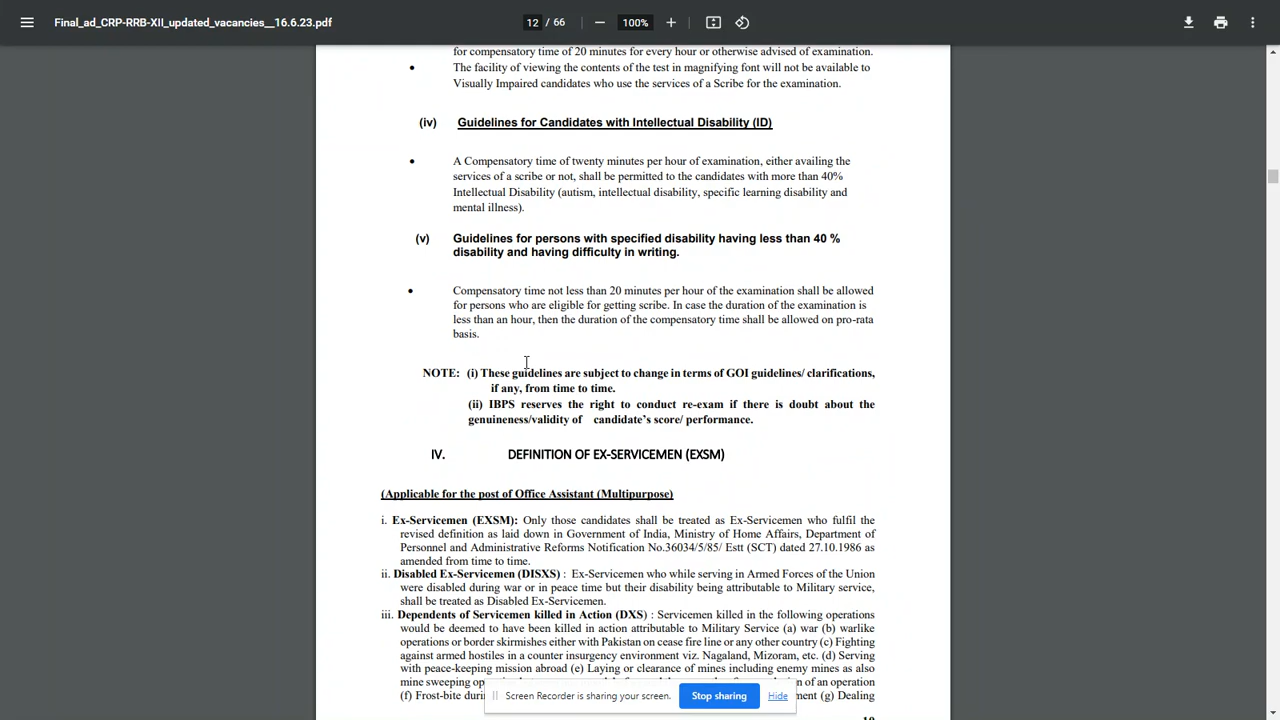 Final_ad_CRP-RRB-XII_updated_vacancies__16.6.23.pdf
12 / 66
100%
for compensatory time of 20 minutes for every hour or otherwise advised of examination.
• The facility of viewing the contents of the test in magnifying font will not be available to
Visually Impaired candidates who use the services of a Scribe for the examination.
(iv) Guidelines for Candidates with Intellectual Disability (ID)
• A Compensatory time of twenty minutes per hour of examination, either availing the
services of a scribe or not, shall be permitted to the candidates with more than 40%
Intellectual Disability (autism, intellectual disability, specific learning disability and
mental illness).
(v) Guidelines for persons with specified disability having less than 40 %
disability and having difficulty in writing.
• Compensatory time not less than 20 minutes per hour of the examination shall be allowed
for persons who are eligible for getting scribe. In case the duration of the examination is
less than an hour, then the duration of the compensatory time shall be allowed on pro-rata
basis.
NOTE: (i) These guidelines are subject to change in terms of GOI guidelines/ clarifications,
if any, from time to time.
(ii) IBPS reserves the right to conduct re-exam if there is doubt about the
genuineness/validity of candidate's score/ performance.
IV. DEFINITION OF EX-SERVICEMEN (EXSM)
(Applicable for the post of Office Assistant (Multipurpose)
i. Ex-Servicemen (EXSM): Only those candidates shall be treated as Ex-Servicemen who fulfil the
revised definition as laid down in Government of India, Ministry of Home Affairs, Department of
Personnel and Administrative Reforms Notification No.36034/5/85/ Estt (SCT) dated 27.10.1986 as
amended from time to time.
ii. Disabled Ex-Servicemen (DISXS) : Ex-Servicemen who while serving in Armed Forces of the Union
were disabled during war or in peace time but their disability being attributable to Military service,
shall be treated as Disabled Ex-Servicemen.
iii. Dependents of Servicemen killed in Action (DXS) : Servicemen killed in the following operations
would be deemed to have been killed in action attributable to Military Service (a) war (b) warlike
operations or border skirmishes either with Pakistan on cease fire line or any other country (c) Fighting
against armed hostiles in a counter insurgency environment viz. Nagaland, Mizoram, etc. (d) Serving
with peace-keeping mission abroad (e) Laying or clearance of mines including enemy mines as also
mine sweeping of an operation
(f) Frost-bite (g) Dealing
Screen Recorder is sharing your screen.
Stop sharing
Hide